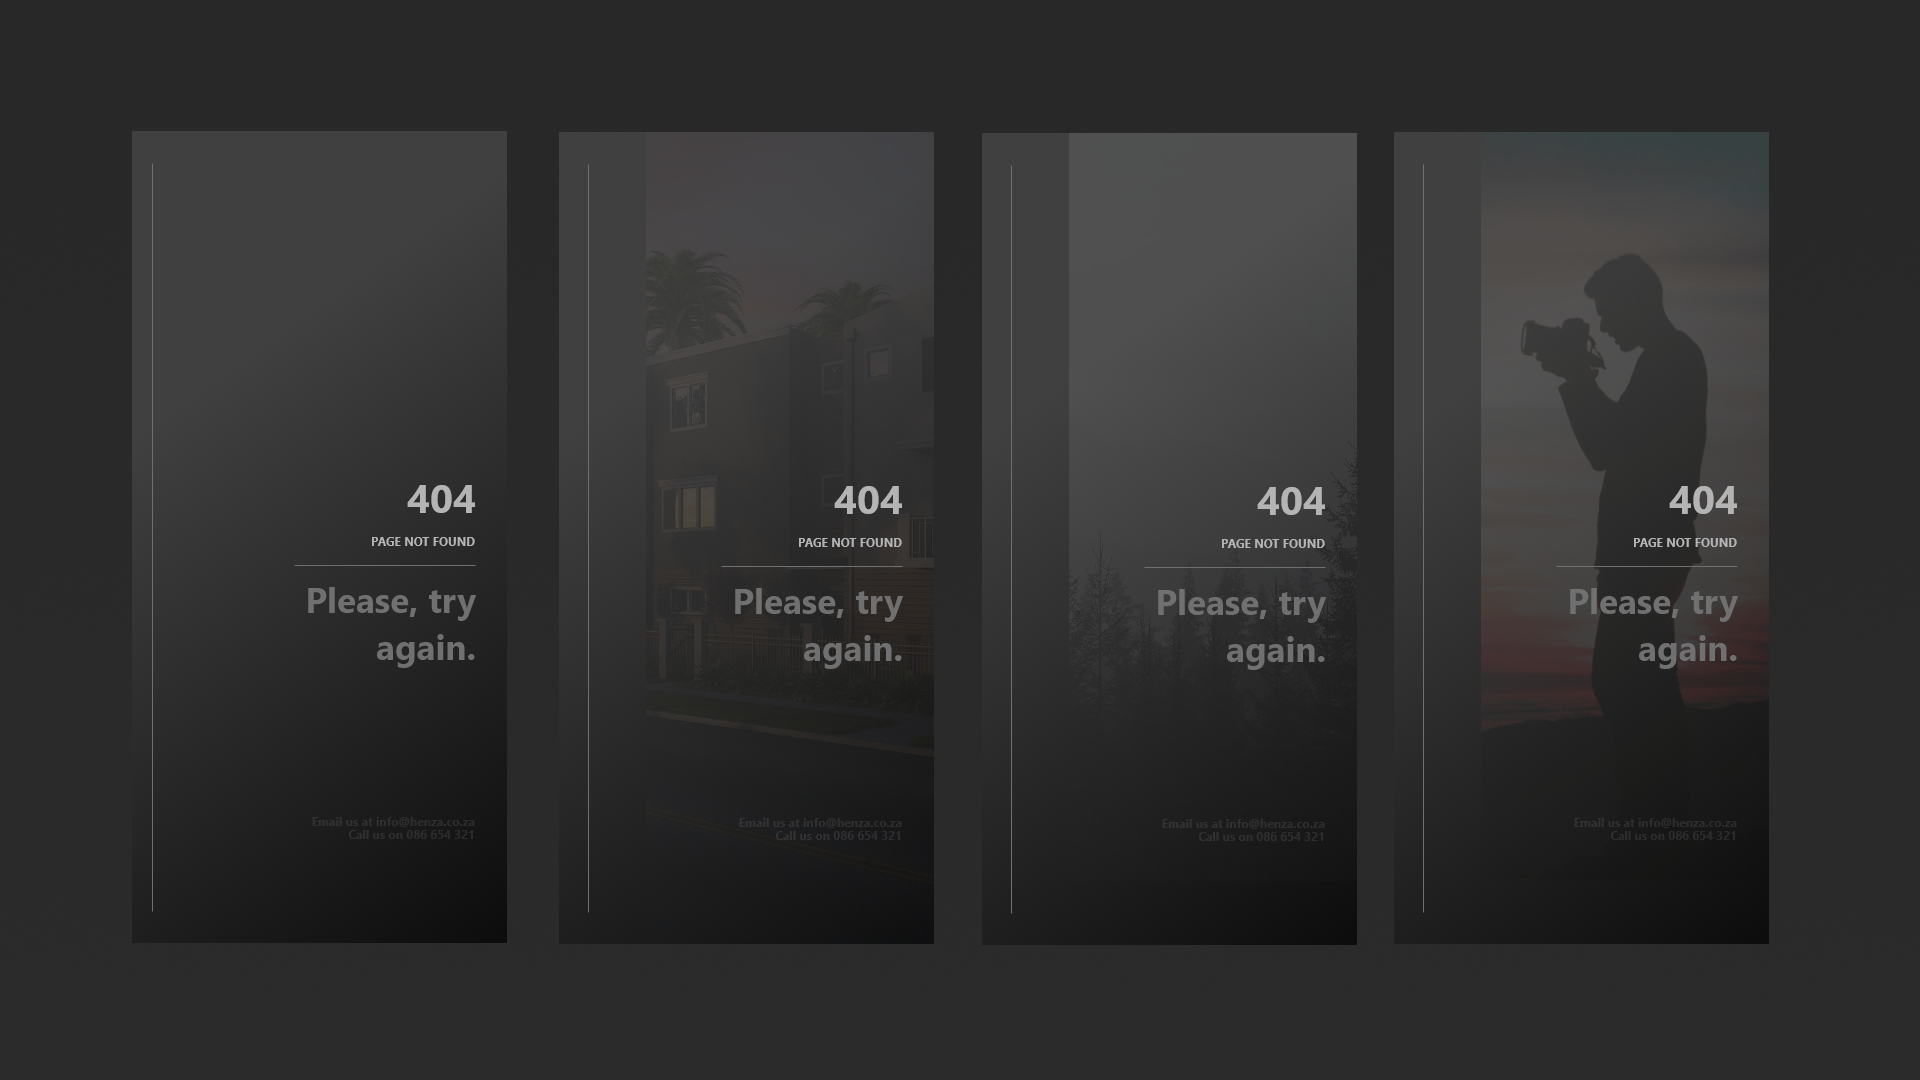 404
PAGE NOT FOUND
Please, try
again.
Email us at info@henza.co.za
Call us on 086 654 321
404
PAGE NOT FOUND
Please, try
again.
Email us at info@henza.co.za
Call us on 086 654 321
404
PAGE NOT FOUND
Please, try
again.
Email us at info@henza.co.za
Call us on 086 654 321
404
PAGE NOT FOUND
Please, try
again.
Email us at info@henza.co.za
Call us on 086 654 321